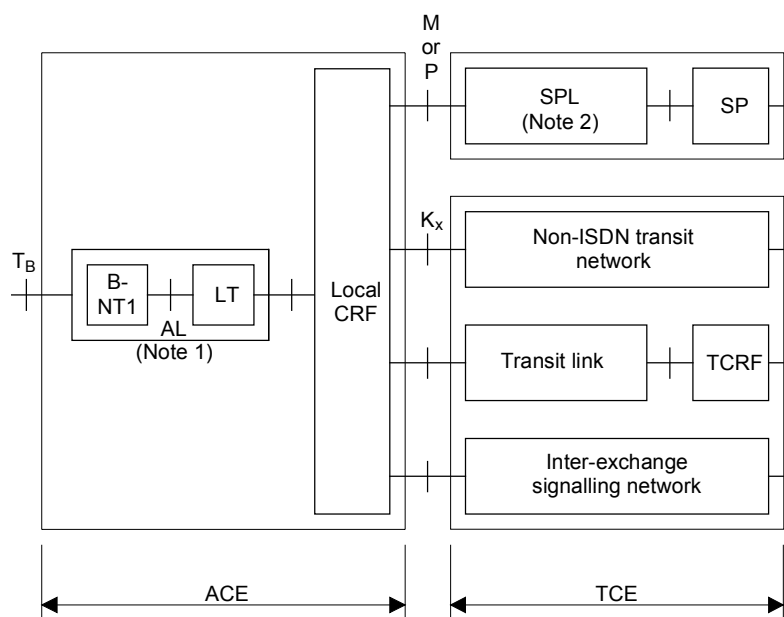 M
or
P
SPL
(Note 2)
SP
Kₓ
Non-ISDN transit
network
T_B
B-
NT1
LT
AL
(Note 1)
Local
CRF
Transit link
TCRF
Inter-exchange
signalling network
ACE
TCE